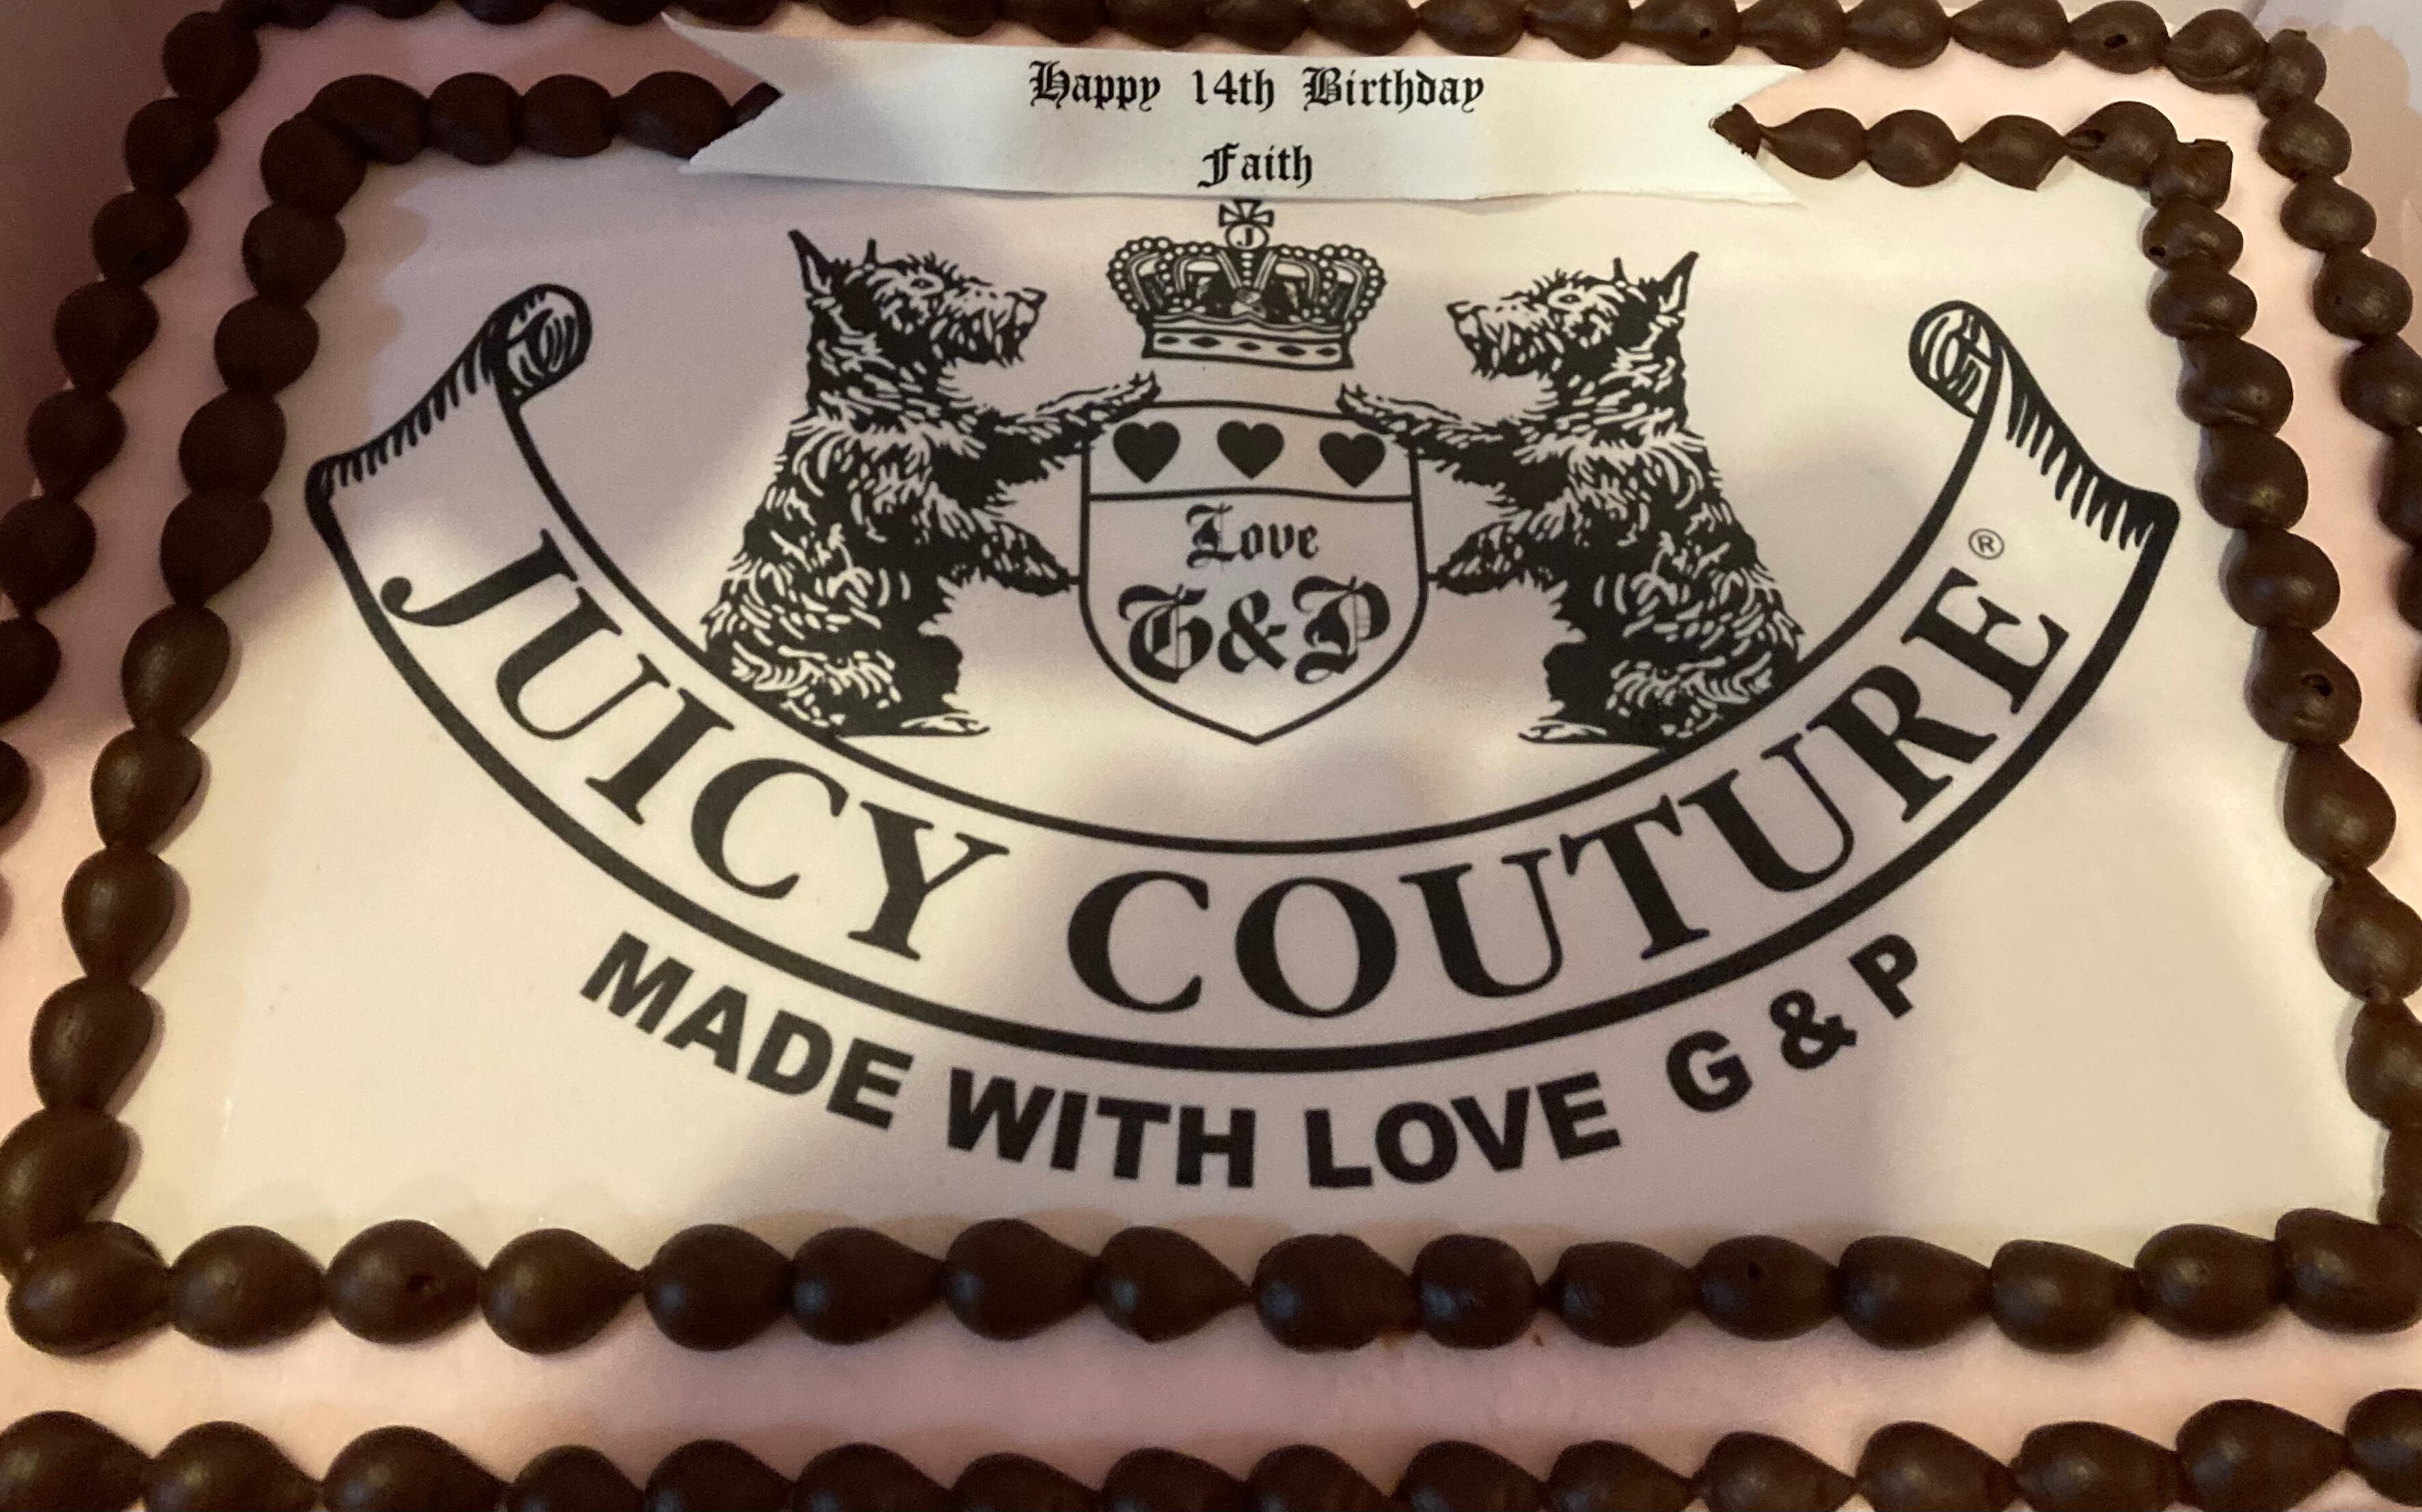 Happy 14th Birthday
Faith
J
Love
G&P
JUICY COUTURE®
MADE WITH LOVE G & P